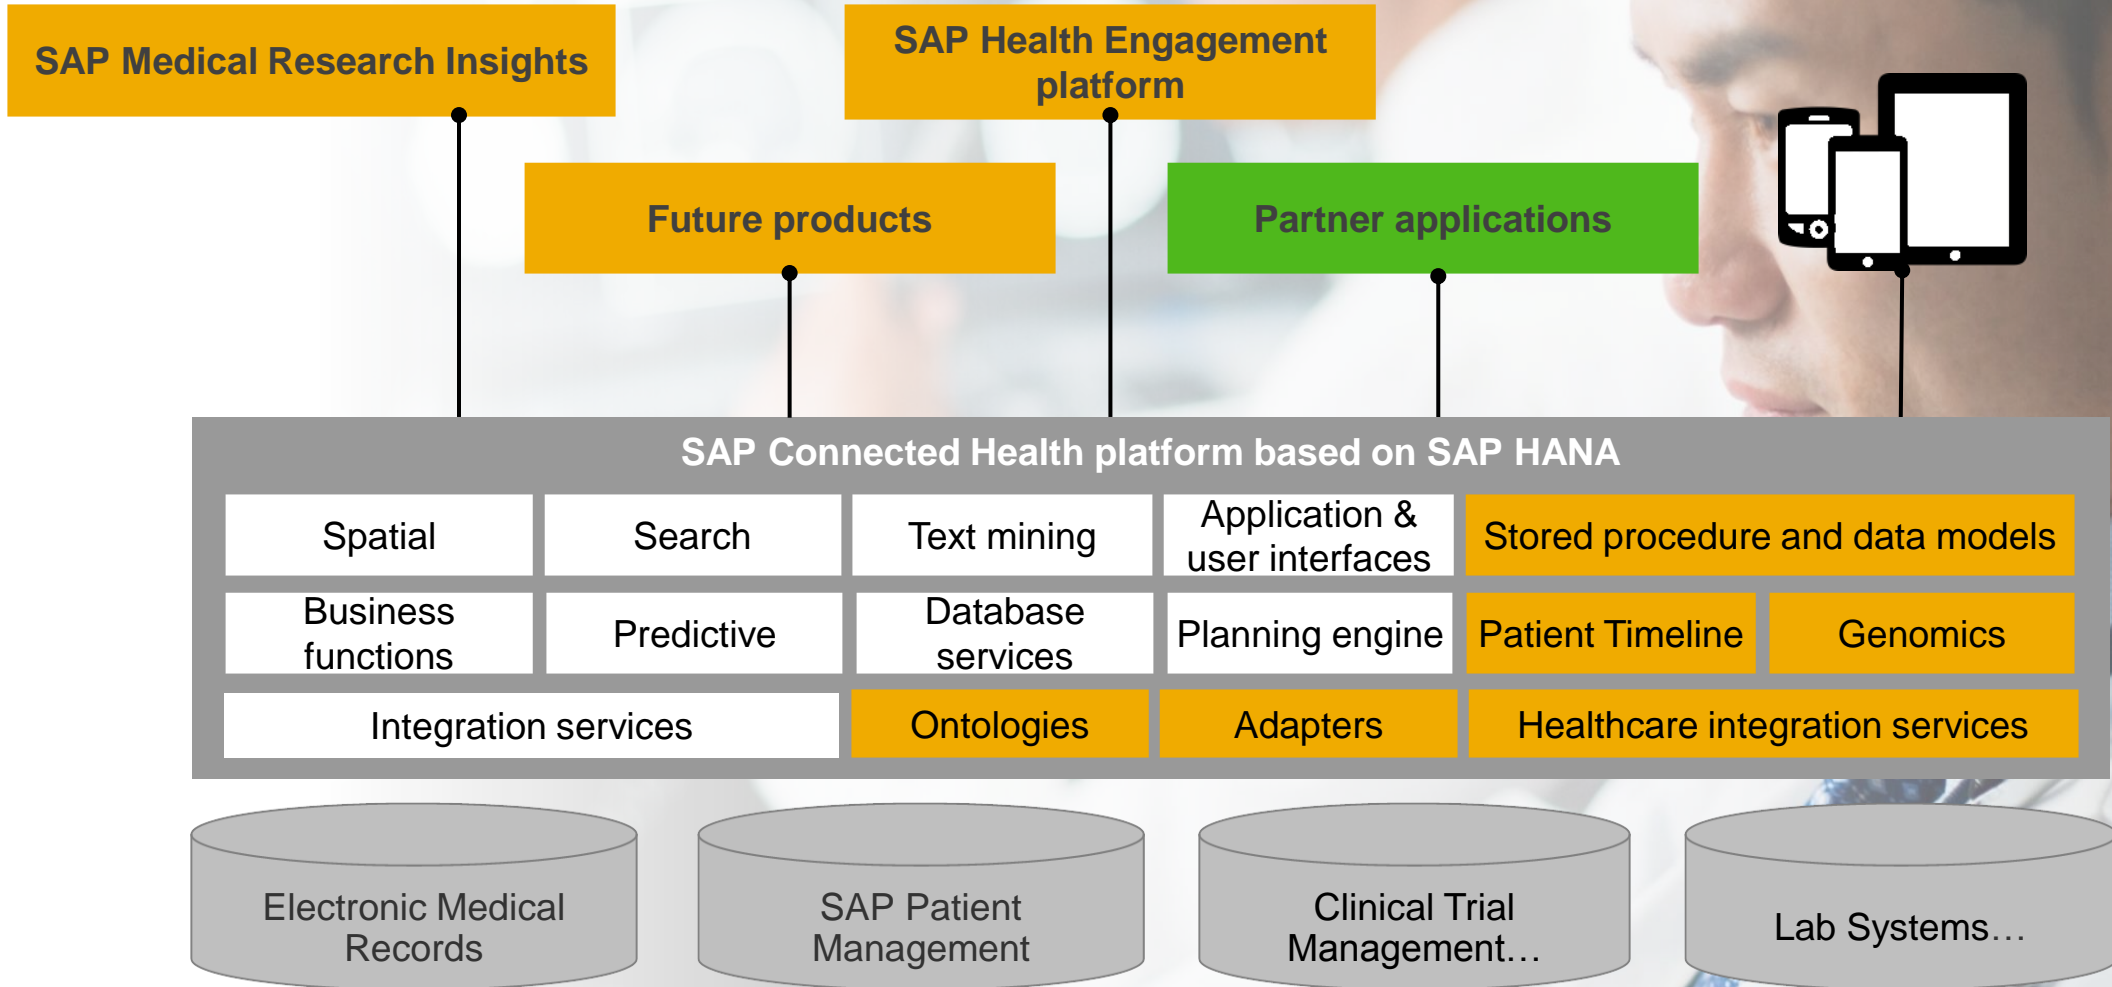 SAP Medical Research Insights
SAP Health Engagement
platform
Future products
Partner applications
SAP Connected Health platform based on SAP HANA
Spatial
Search
Text mining
Application &
user interfaces
Stored procedure and data models
Business
functions
Predictive
Database
services
Planning engine
Patient Timeline
Genomics
Integration services
Ontologies
Adapters
Healthcare integration services
Electronic Medical
Records
SAP Patient
Management
Clinical Trial
Management…
Lab Systems…